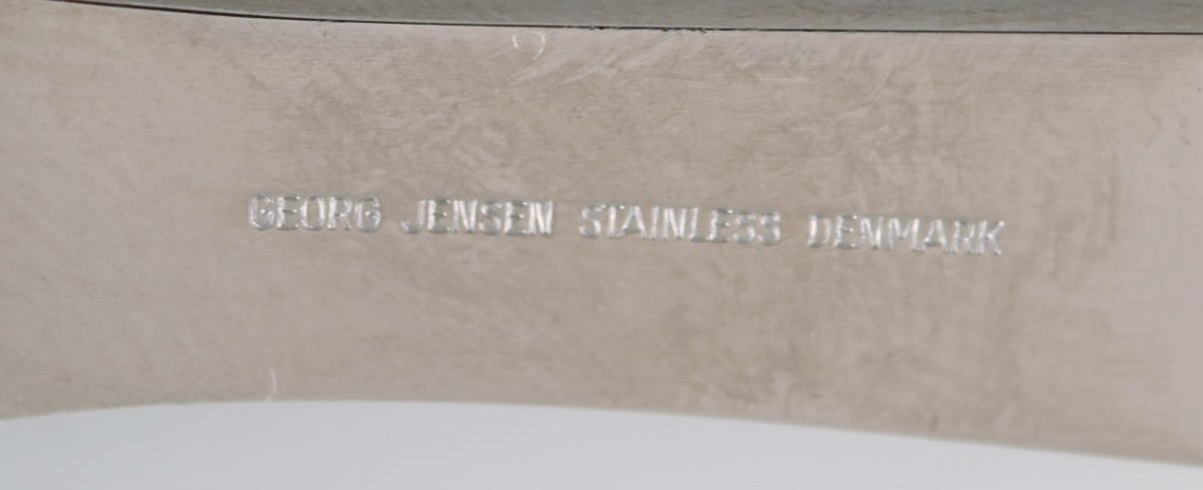 GEORG JENSEN STAINLESS DENMARK